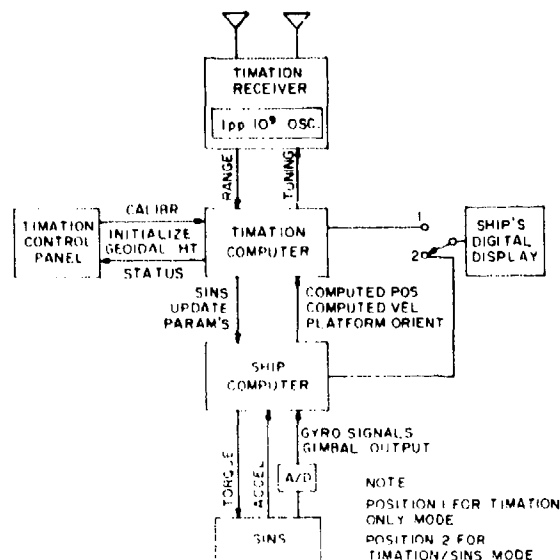 TIMATION
RECEIVER
1pp 10⁹ OSC.
RANGE
TUNING
CALIBR
INITIALIZE
GEOIDAL HT
STATUS
TIMATION
CONTROL
PANEL
TIMATION
COMPUTER
1
2
SHIP'S
DIGITAL
DISPLAY
SINS
UPDATE
PARAM'S
COMPUTED POS
COMPUTED VEL
PLATFORM ORIENT
SHIP
COMPUTER
TORQUE
ACCEL
GYRO SIGNALS
GIMBAL OUTPUT
A/D
SINS
NOTE
POSITION 1 FOR TIMATION
ONLY MODE
POSITION 2 FOR
TIMATION/SINS MODE